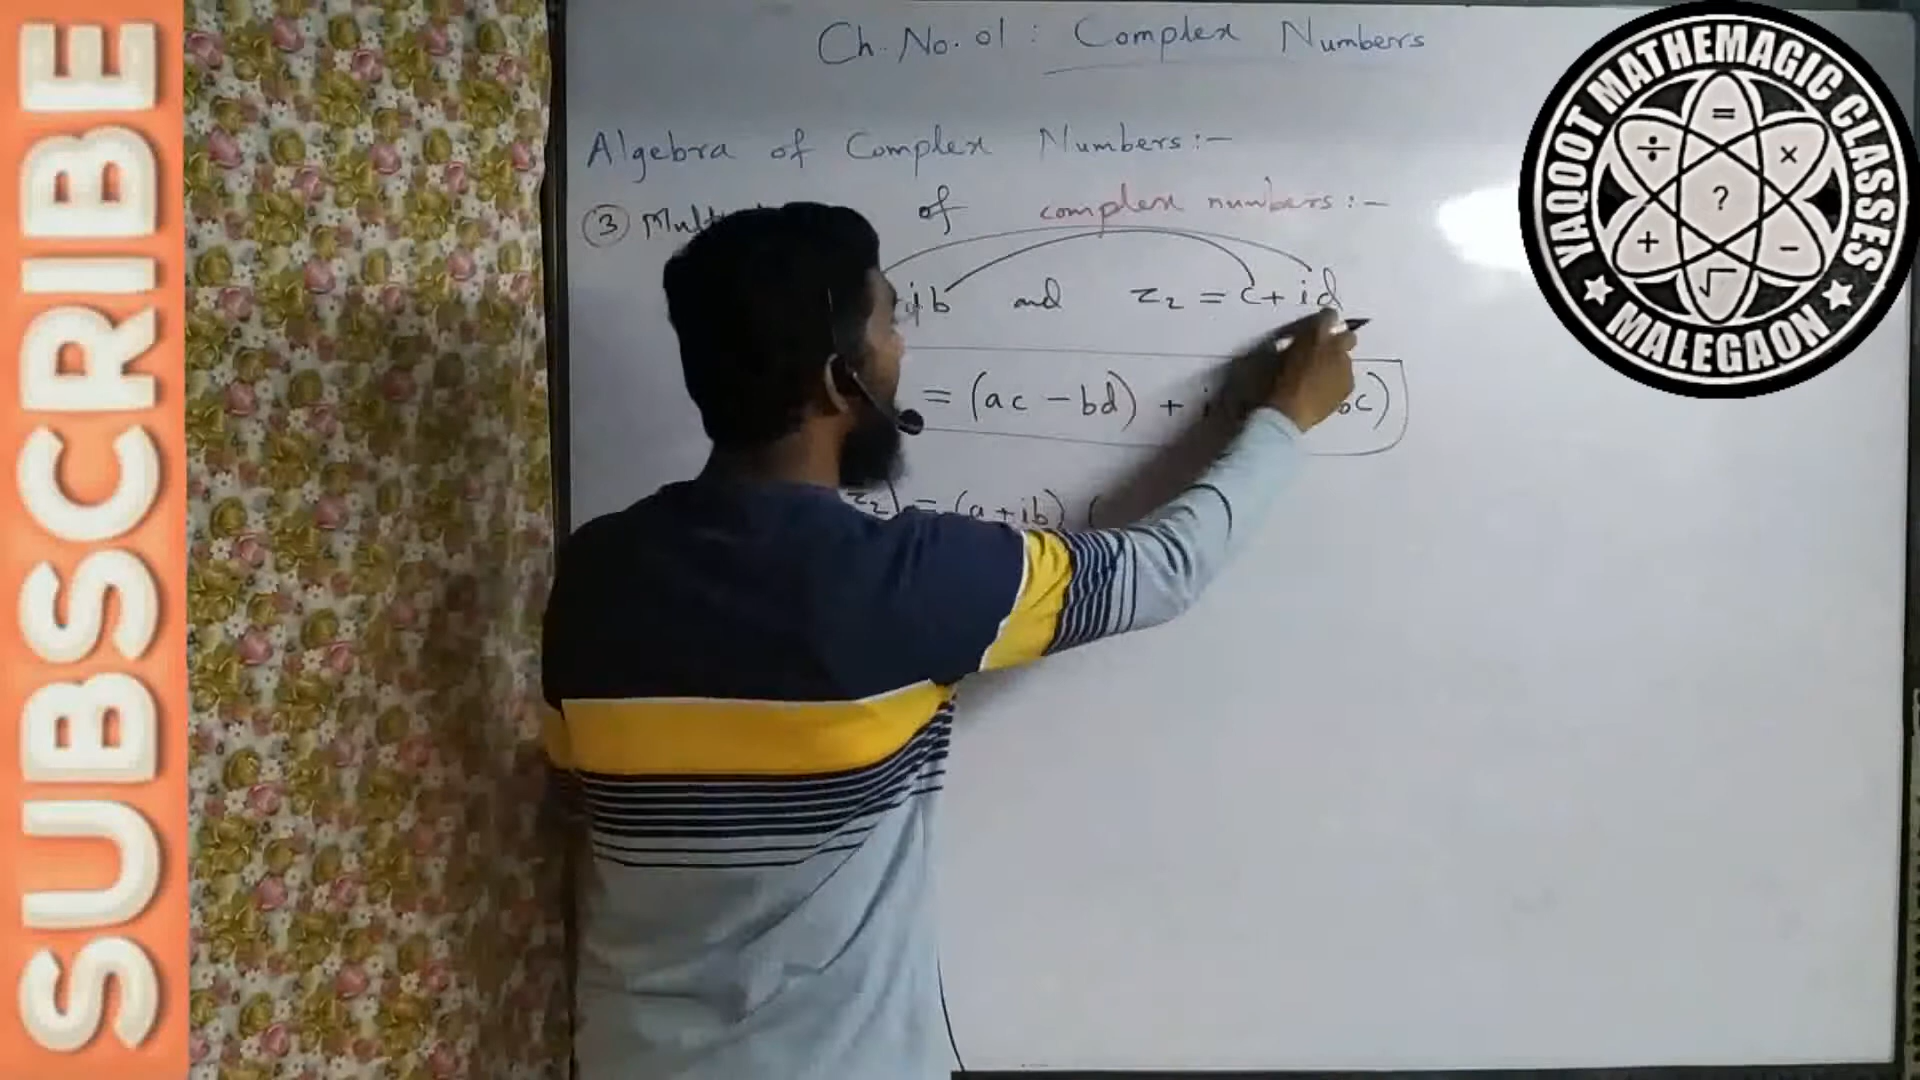 SUBSCRIBE
Ch. No. 01 : Complex Numbers
YAQOOT MATHEMAGIC CLASSES
MALEGAON
÷ = × ? + √ −
Algebra of Complex Numbers :-
③ of complex numbers :-
ib and z₂ = c + id
= (ac - bd) + i bc)
z₂ = (a + ib) (